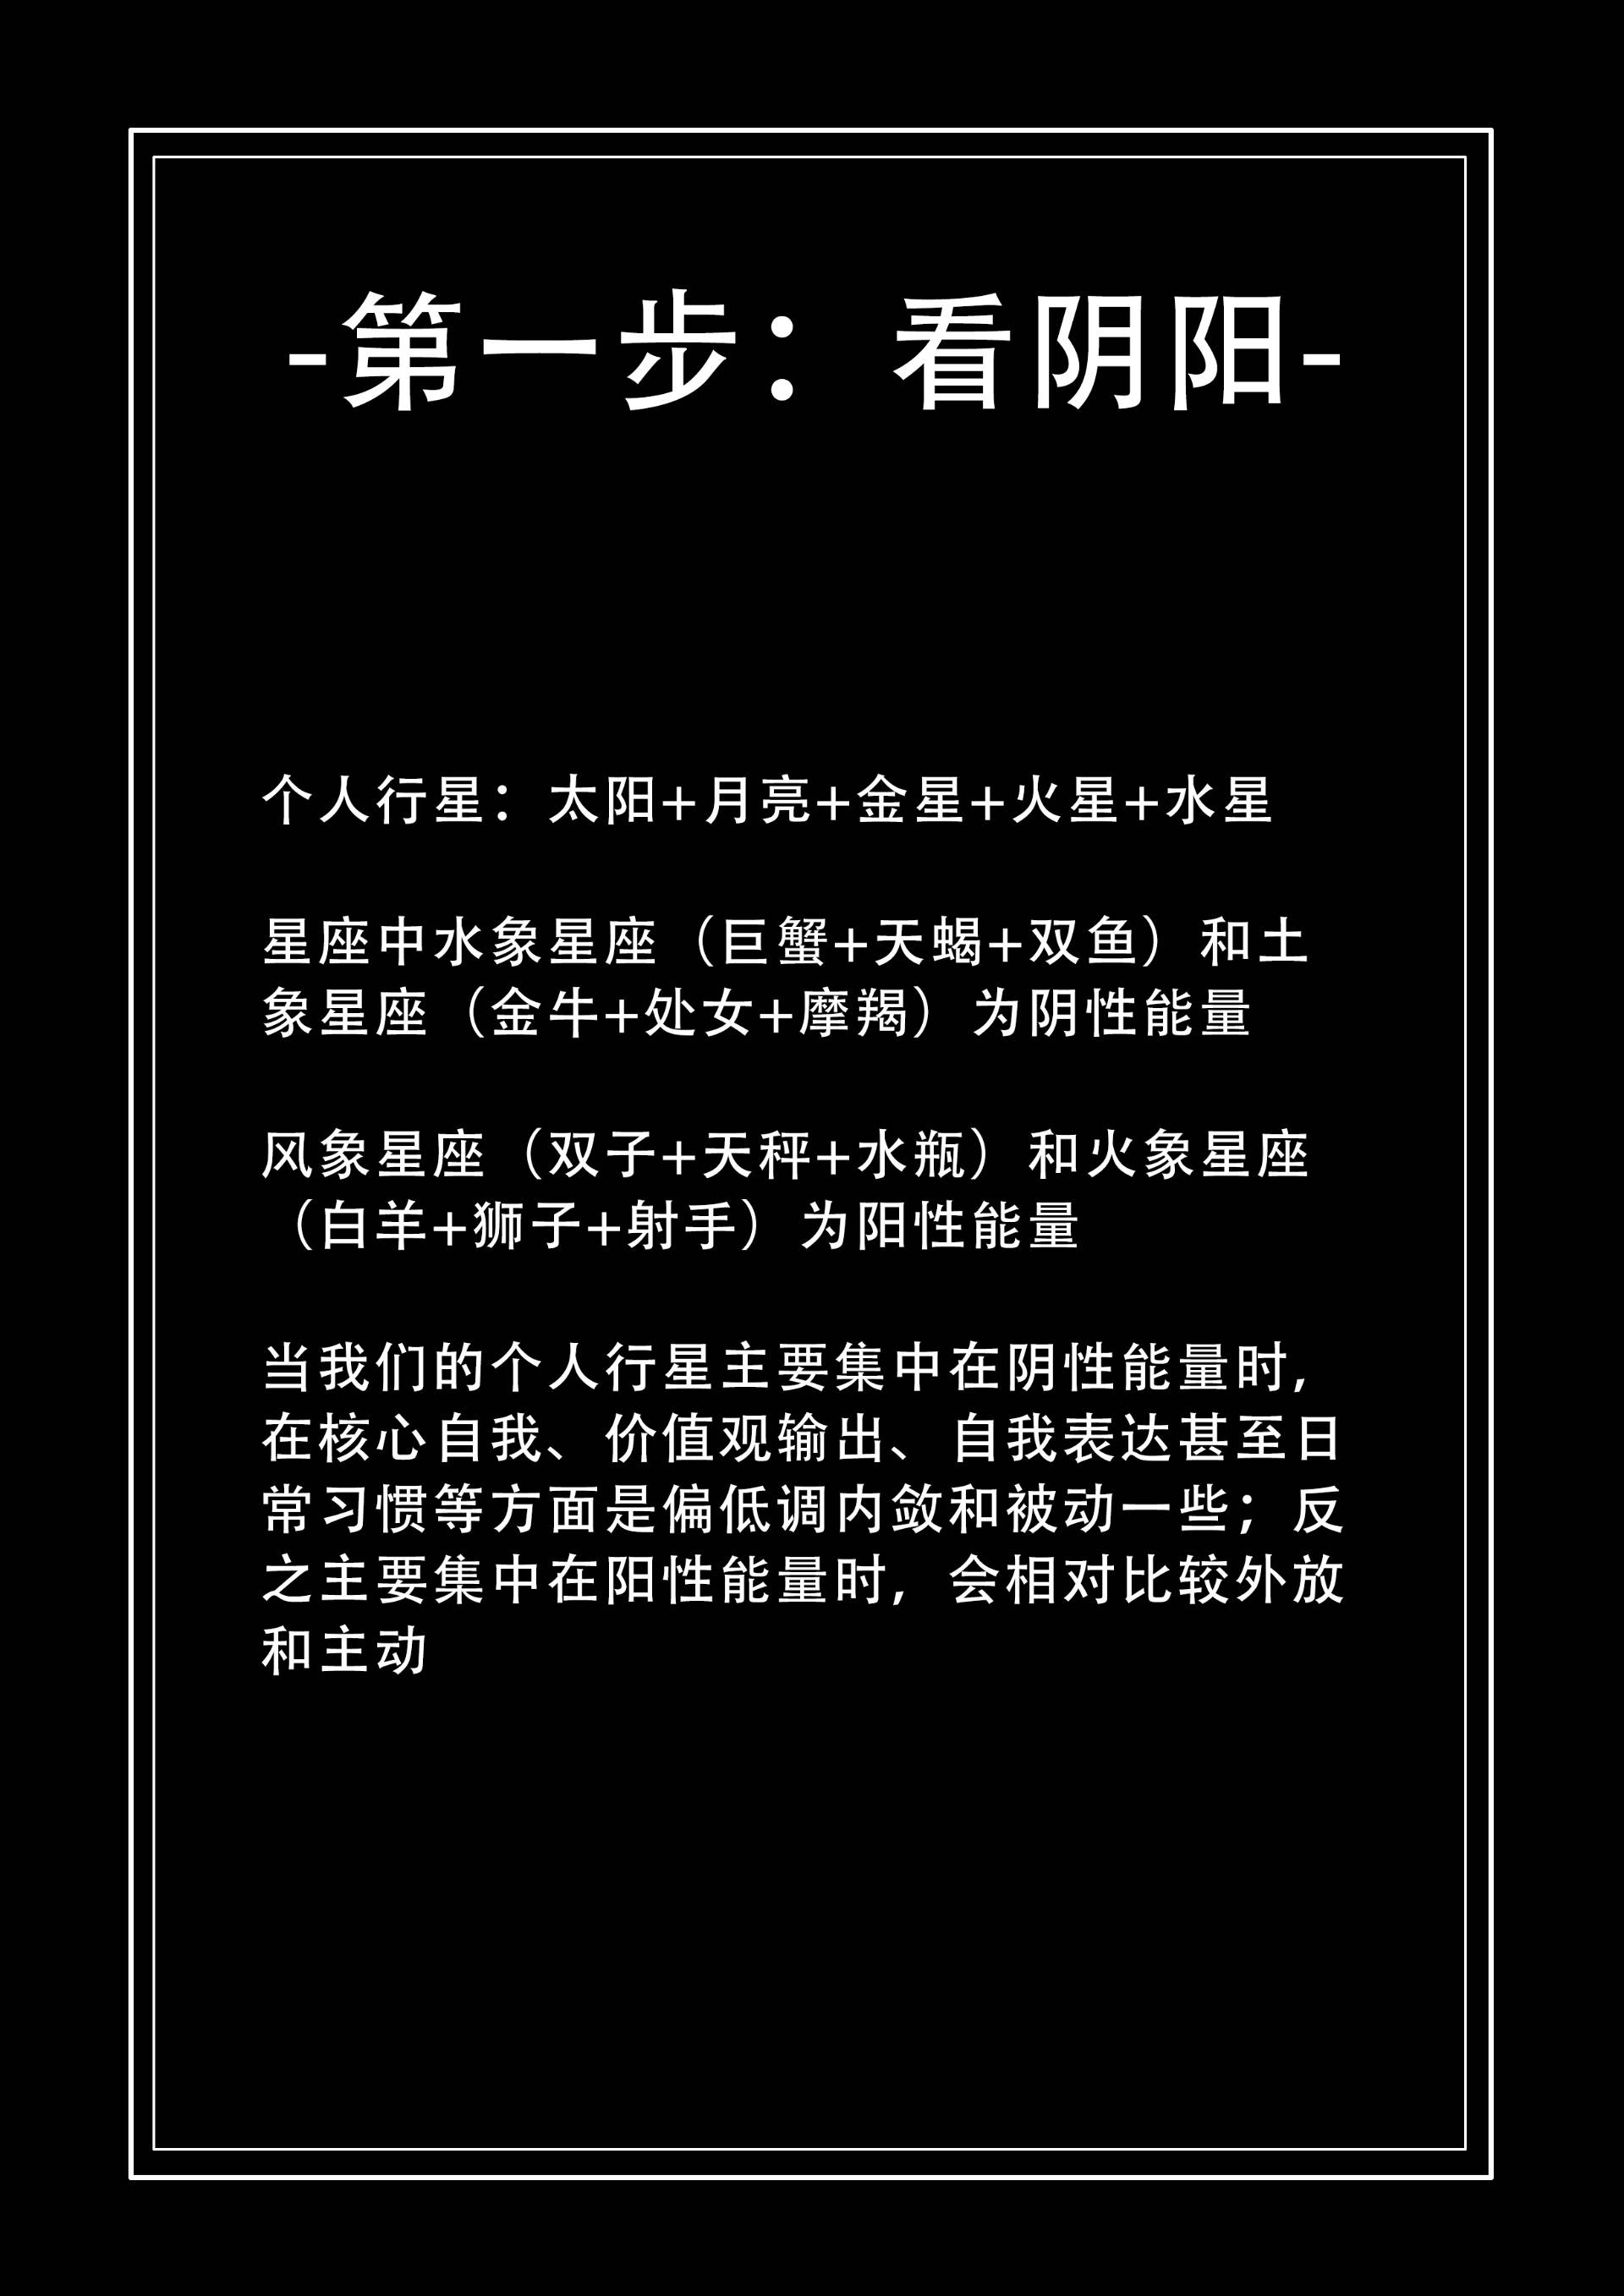 -第一步：看阴阳-
个人行星：太阳+月亮+金星+火星+水星
星座中水象星座（巨蟹+天蝎+双鱼）和土
象星座（金牛+处女+摩羯）为阴性能量
风象星座（双子+天秤+水瓶）和火象星座
（白羊+狮子+射手）为阳性能量
当我们的个人行星主要集中在阴性能量时，
在核心自我、价值观输出、自我表达甚至日
常习惯等方面是偏低调内敛和被动一些；反
之主要集中在阳性能量时，会相对比较外放
和主动